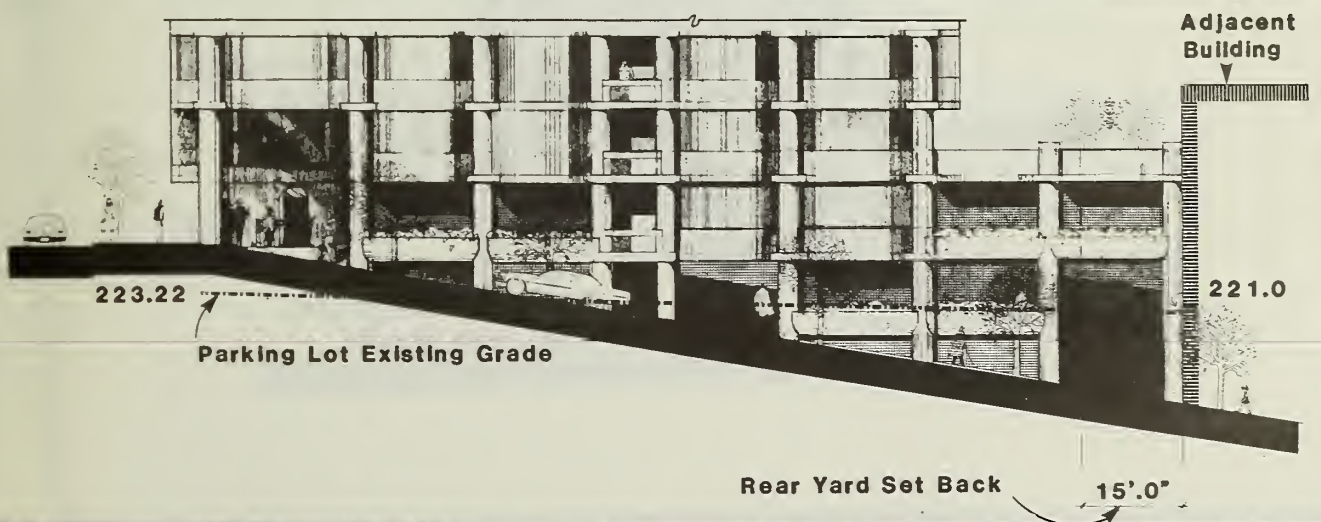 Adjacent
Building
223.22
221.0
Parking Lot Existing Grade
Rear Yard Set Back
15'.0"